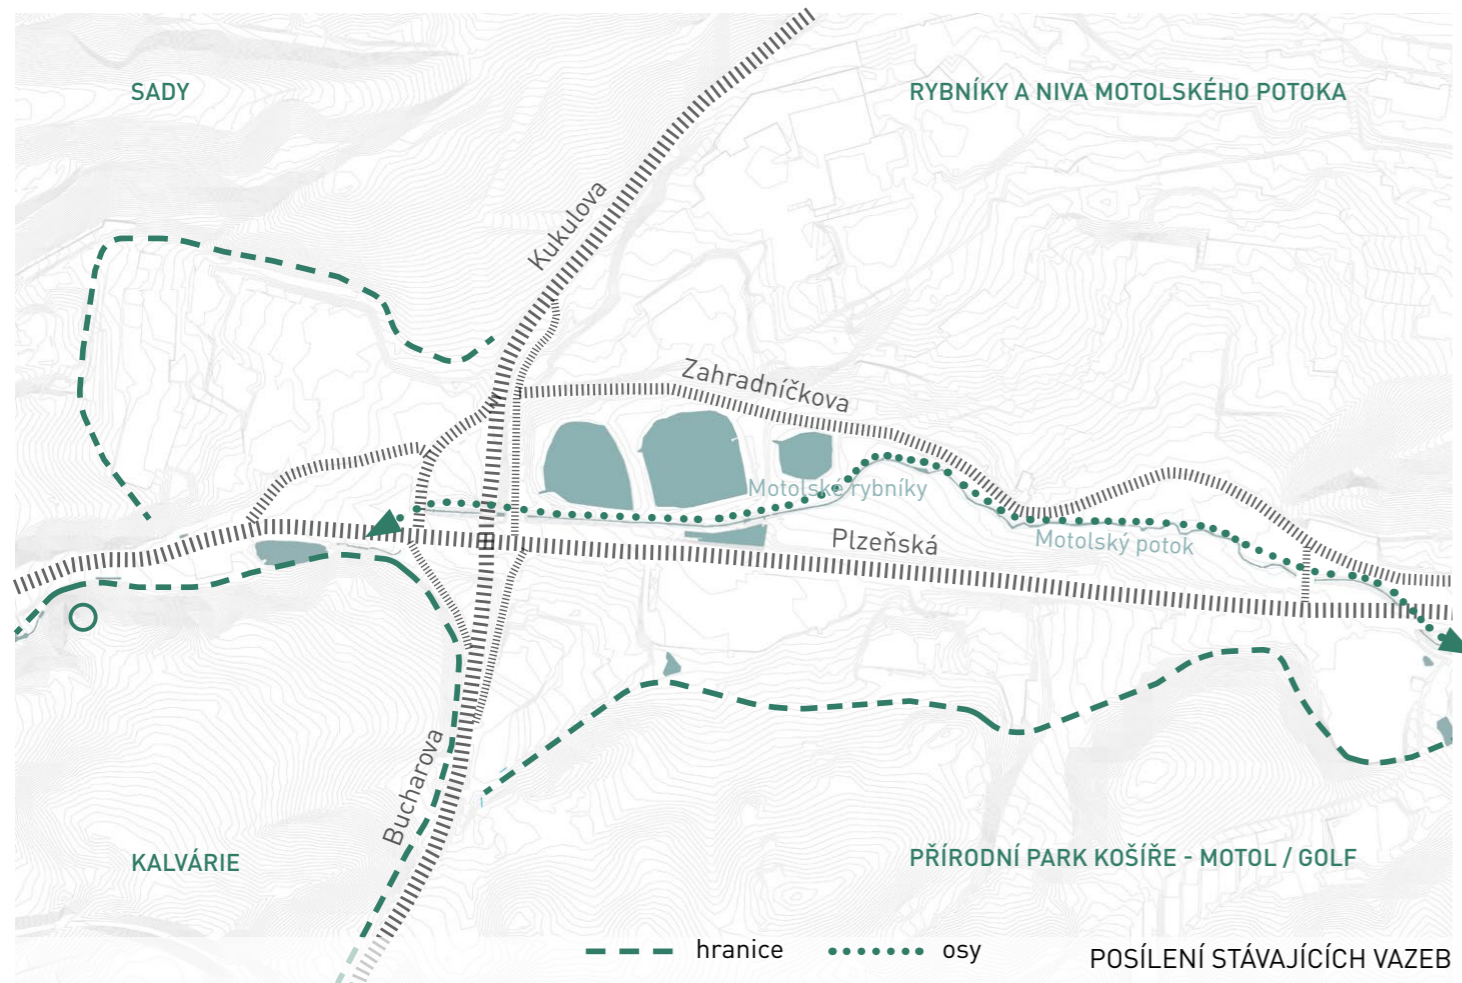 SADY
RYBNÍKY A NIVA MOTOLSKÉHO POTOKA
Kukulova
Zahradníčkova
Motolské rybníky
Plzeňská
Motolský potok
Bucharova
KALVÁRIE
PŘÍRODNÍ PARK KOŠÍŘE - MOTOL / GOLF
hranice
osy
POSÍLENÍ STÁVAJÍCÍCH VAZEB